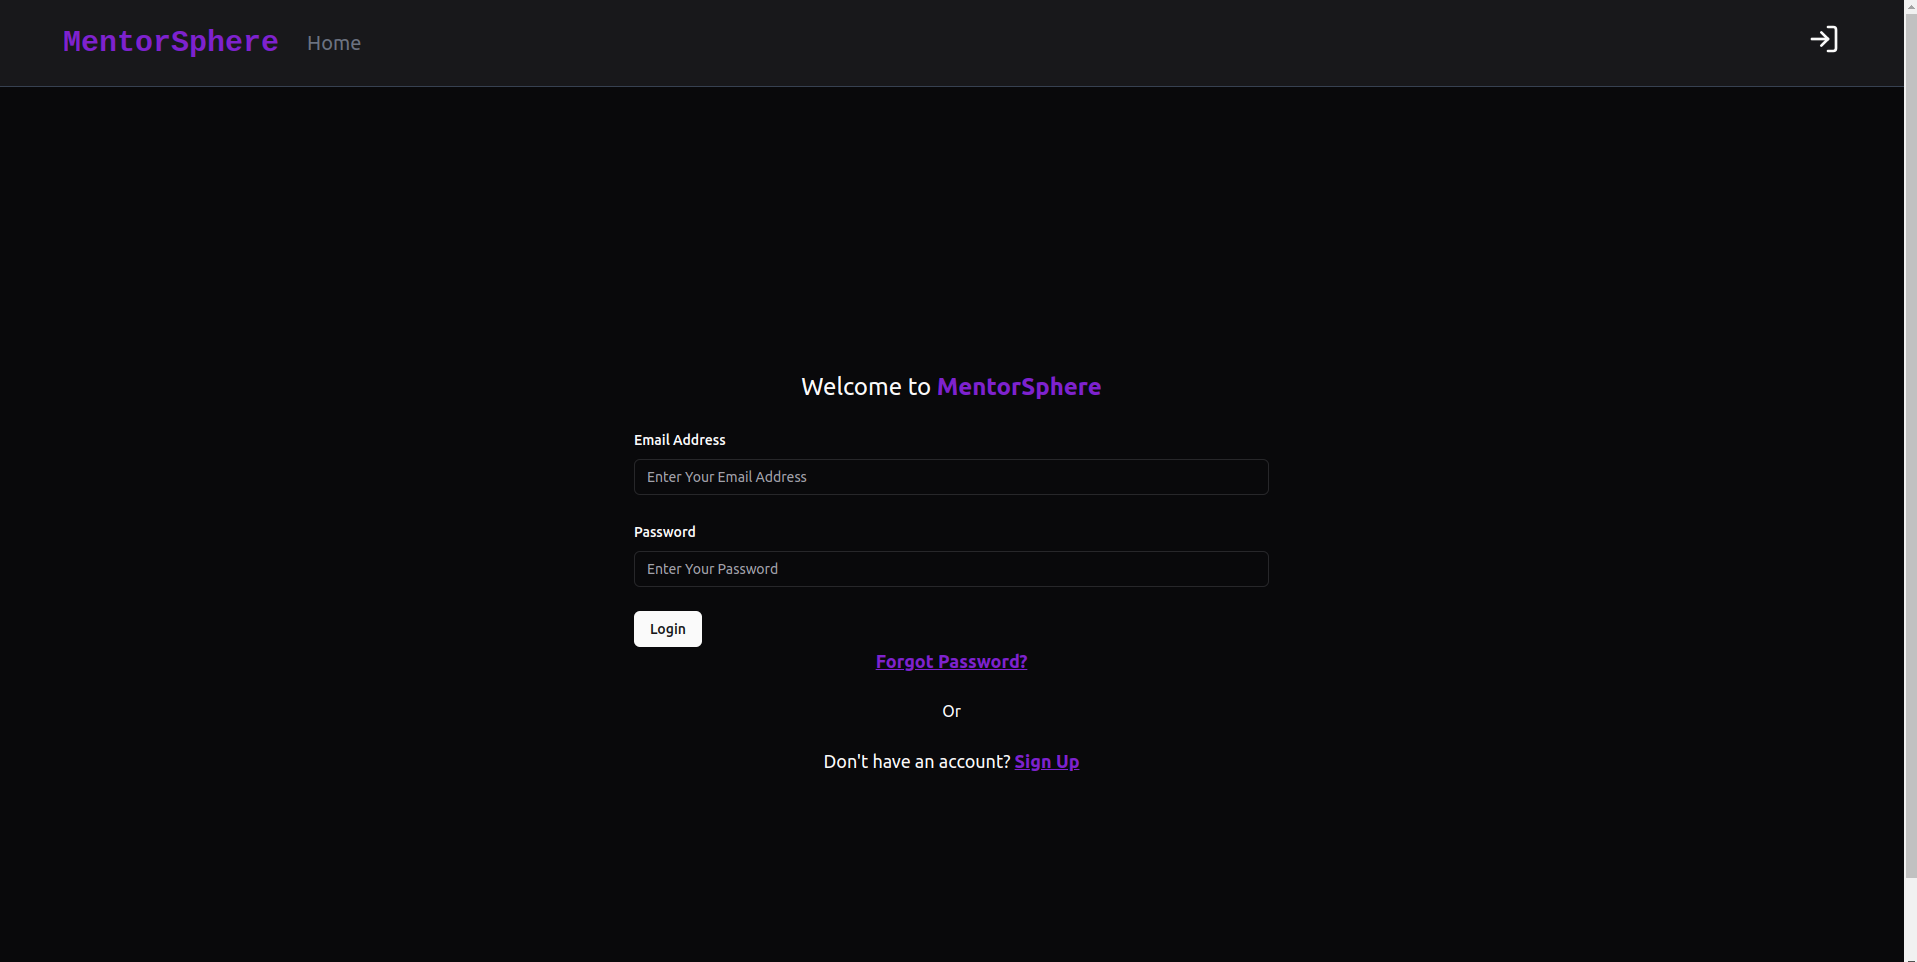 MentorSphere Home
Welcome to MentorSphere
Email Address
Enter Your Email Address
Password
Enter Your Password
Login
Forgot Password?
Or
Don't have an account? Sign Up